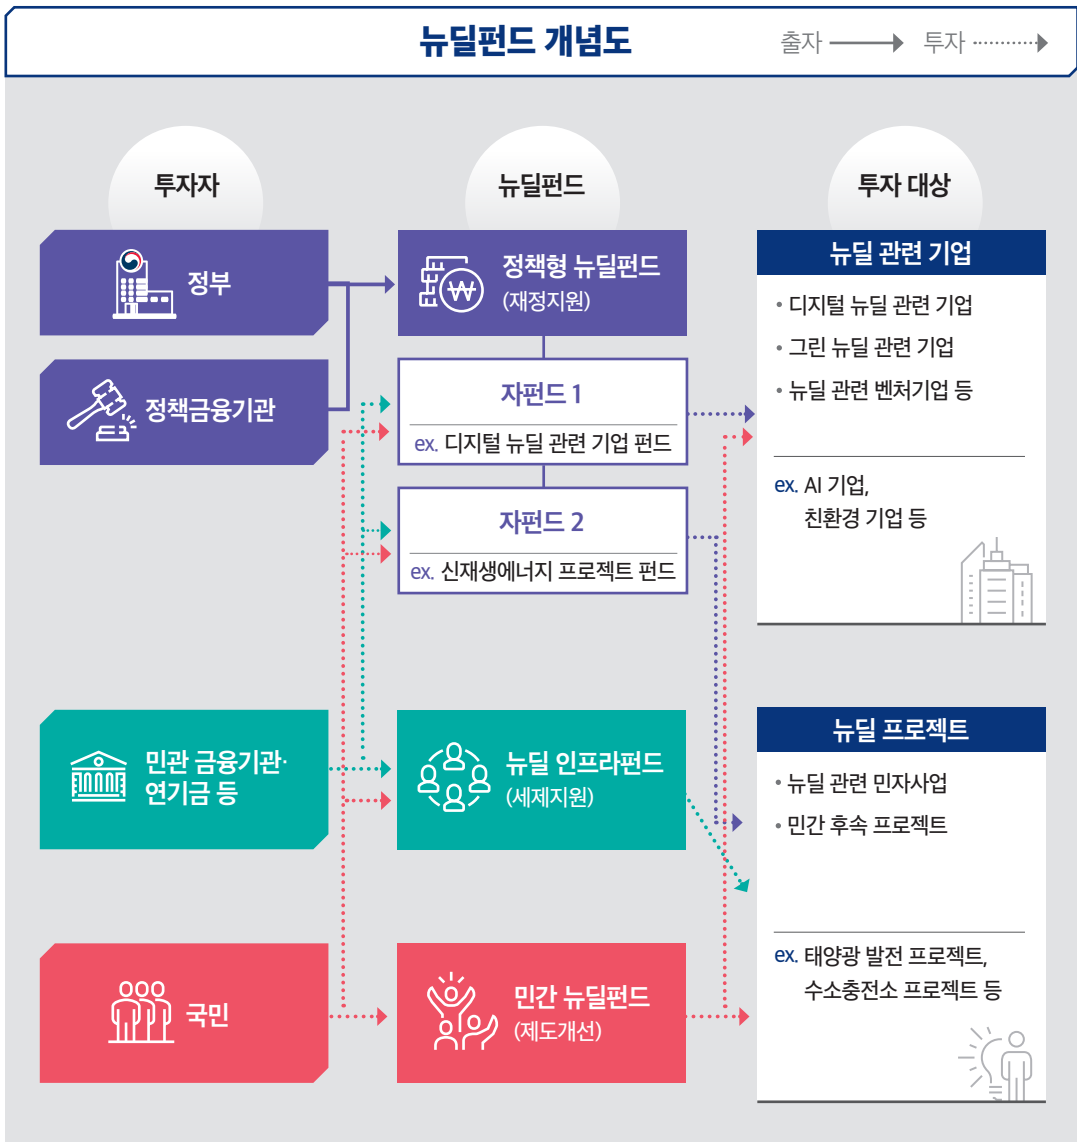 뉴딜펀드 개념도
출자
투자
투자자
뉴딜펀드
투자 대상
정부
정책금융기관
정책형 뉴딜펀드
(재정지원)
자펀드 1
ex. 디지털 뉴딜 관련 기업 펀드
자펀드 2
ex. 신재생에너지 프로젝트 펀드
뉴딜 관련 기업
• 디지털 뉴딜 관련 기업
• 그린 뉴딜 관련 기업
• 뉴딜 관련 벤처기업 등
ex. AI 기업,
친환경 기업 등
민관 금융기관·
연기금 등
뉴딜 인프라펀드
(세제지원)
뉴딜 프로젝트
• 뉴딜 관련 민자사업
• 민간 후속 프로젝트
ex. 태양광 발전 프로젝트,
수소충전소 프로젝트 등
국민
민간 뉴딜펀드
(제도개선)